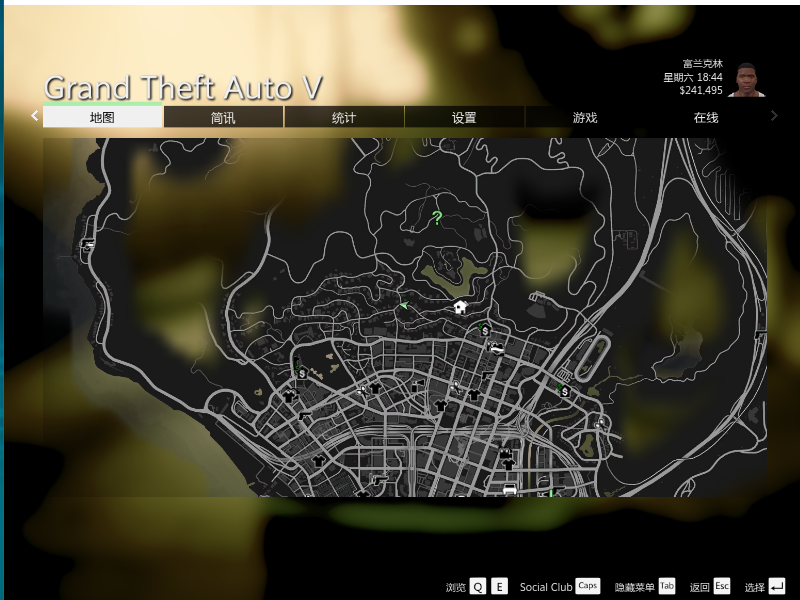 富兰克林
星期六 18:44
$241,495
Grand Theft Auto V
地图 简讯 统计 设置 游戏 在线
?
$
$
$
浏览 Q E Social Club Caps 隐藏菜单 Tab 返回 Esc 选择